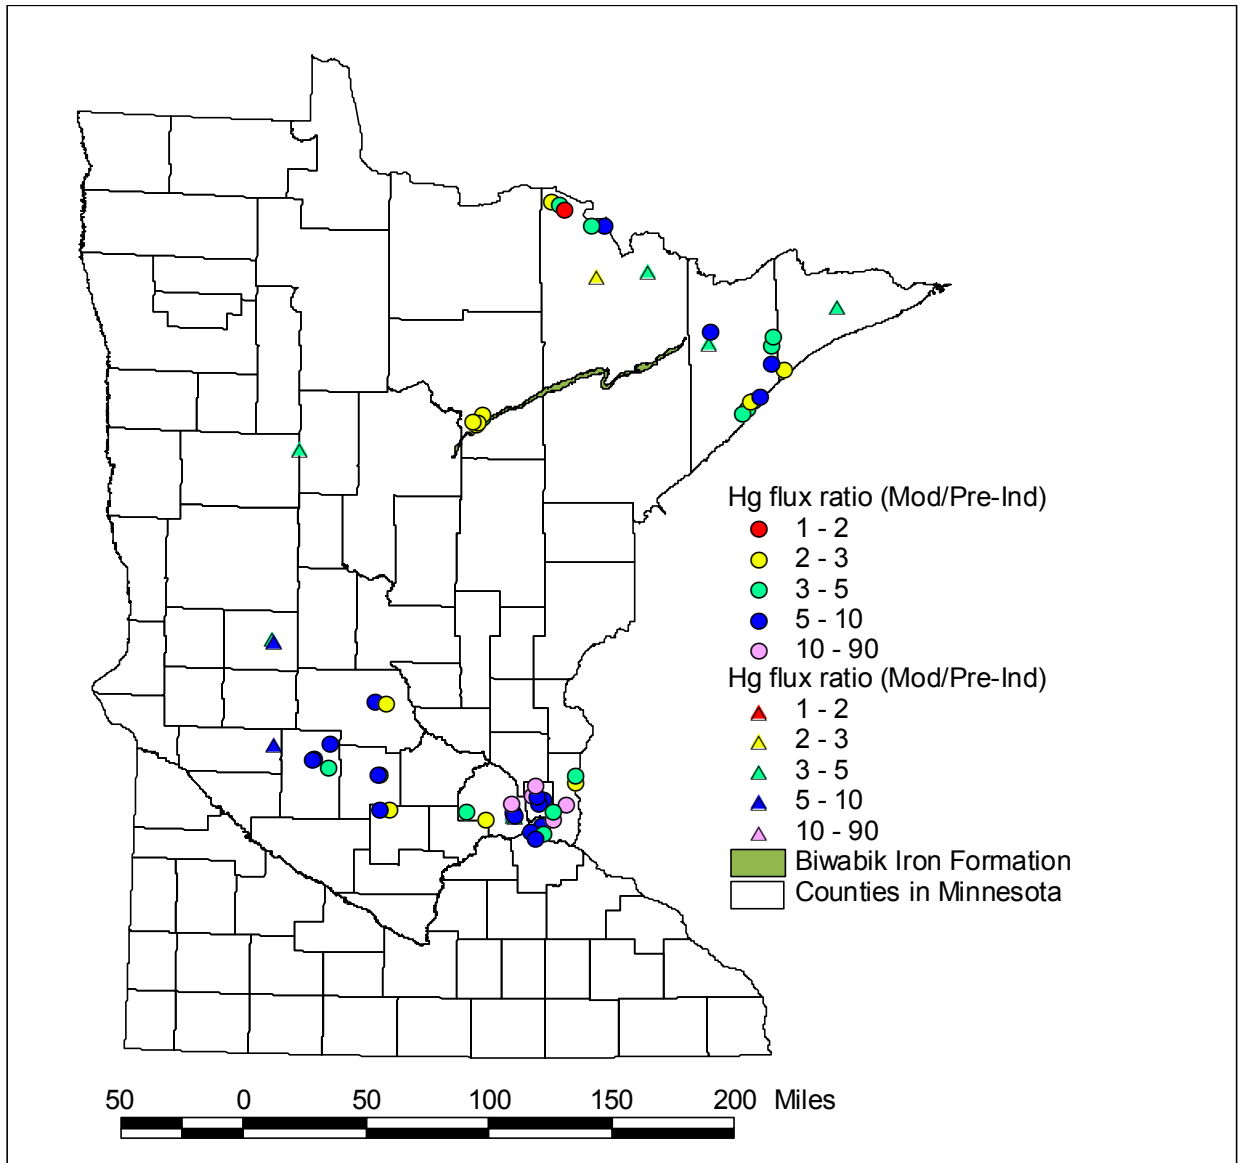 Hg flux ratio (Mod/Pre-Ind)
1 - 2
2 - 3
3 - 5
5 - 10
10 - 90
Hg flux ratio (Mod/Pre-Ind)
1 - 2
2 - 3
3 - 5
5 - 10
10 - 90
Biwabik Iron Formation
Counties in Minnesota
50 0 50 100 150 200 Miles